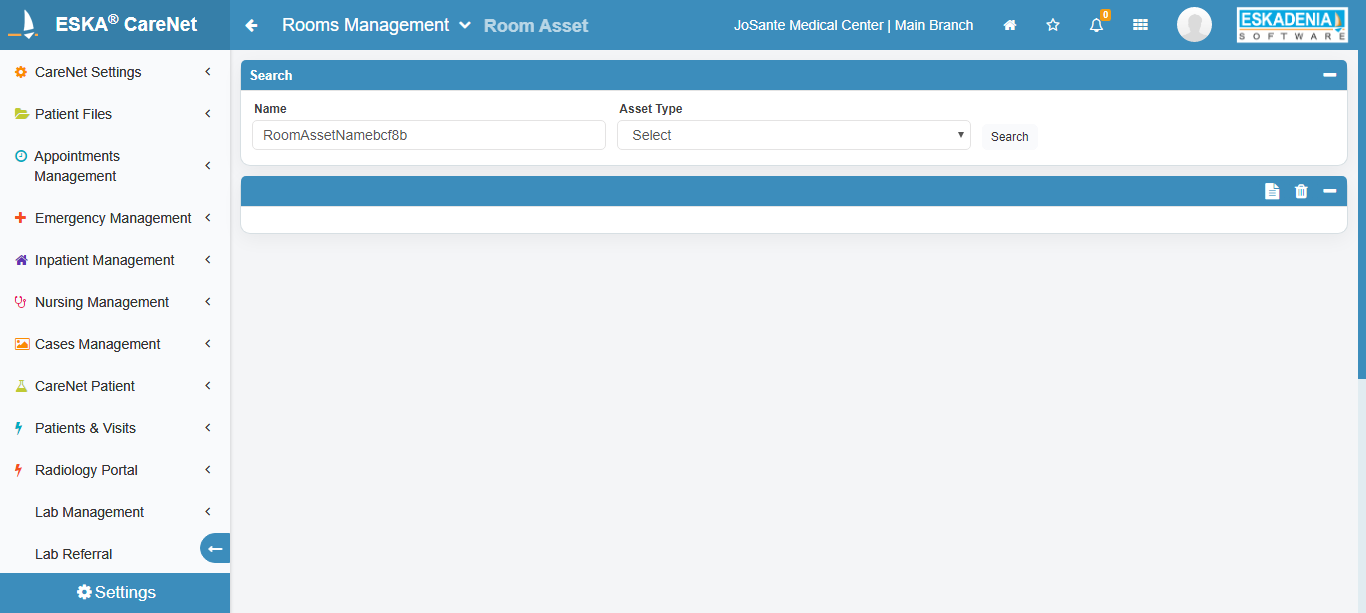 ESKA® CareNet
Rooms Management Room Asset
JoSante Medical Center | Main Branch
0
ESKADENIA
SOFTWARE
CareNet Settings
Patient Files
Appointments
Management
Emergency Management
Inpatient Management
Nursing Management
Cases Management
CareNet Patient
Patients & Visits
Radiology Portal
Lab Management
Lab Referral
Settings
Search
Name
Asset Type
RoomAssetNamebcf8b
Select
Search